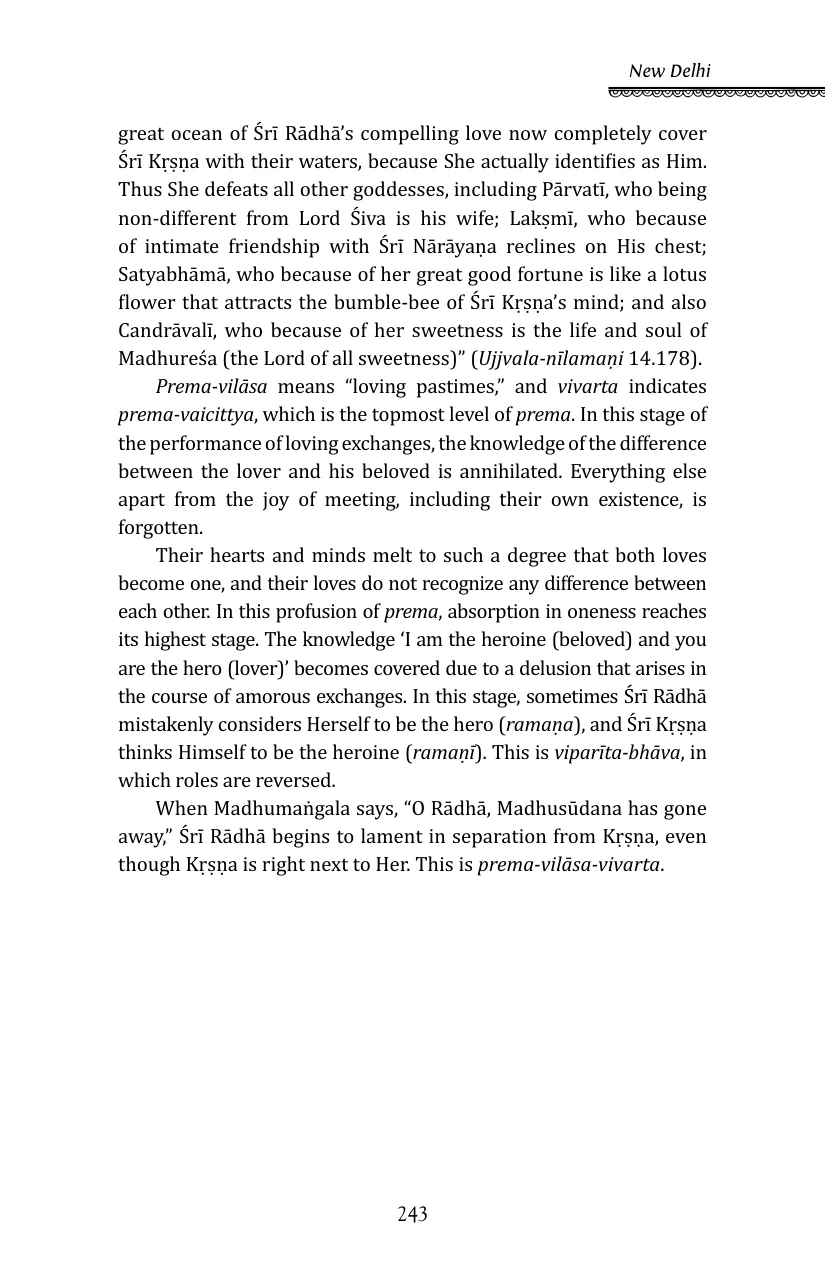 New Delhi
great ocean of Śrī Rādhā’s compelling love now completely cover
Śrī Kṛṣṇa with their waters, because She actually identifies as Him.
Thus She defeats all other goddesses, including Pārvatī, who being
non-different from Lord Śiva is his wife; Lakṣmī, who because
of intimate friendship with Śrī Nārāyaṇa reclines on His chest;
Satyabhāmā, who because of her great good fortune is like a lotus
flower that attracts the bumble-bee of Śrī Kṛṣṇa’s mind; and also
Candrāvalī, who because of her sweetness is the life and soul of
Madhureśa (the Lord of all sweetness)” (Ujjvala-nīlamaṇi 14.178).
Prema-vilāsa means “loving pastimes,” and vivarta indicates
prema-vaicittya, which is the topmost level of prema. In this stage of
the performance of loving exchanges, the knowledge of the difference
between the lover and his beloved is annihilated. Everything else
apart from the joy of meeting, including their own existence, is
forgotten.
Their hearts and minds melt to such a degree that both loves
become one, and their loves do not recognize any difference between
each other. In this profusion of prema, absorption in oneness reaches
its highest stage. The knowledge ‘I am the heroine (beloved) and you
are the hero (lover)’ becomes covered due to a delusion that arises in
the course of amorous exchanges. In this stage, sometimes Śrī Rādhā
mistakenly considers Herself to be the hero (ramaṇa), and Śrī Kṛṣṇa
thinks Himself to be the heroine (ramaṇī). This is viparīta-bhāva, in
which roles are reversed.
When Madhumaṅgala says, “O Rādhā, Madhusūdana has gone
away,” Śrī Rādhā begins to lament in separation from Kṛṣṇa, even
though Kṛṣṇa is right next to Her. This is prema-vilāsa-vivarta.
243